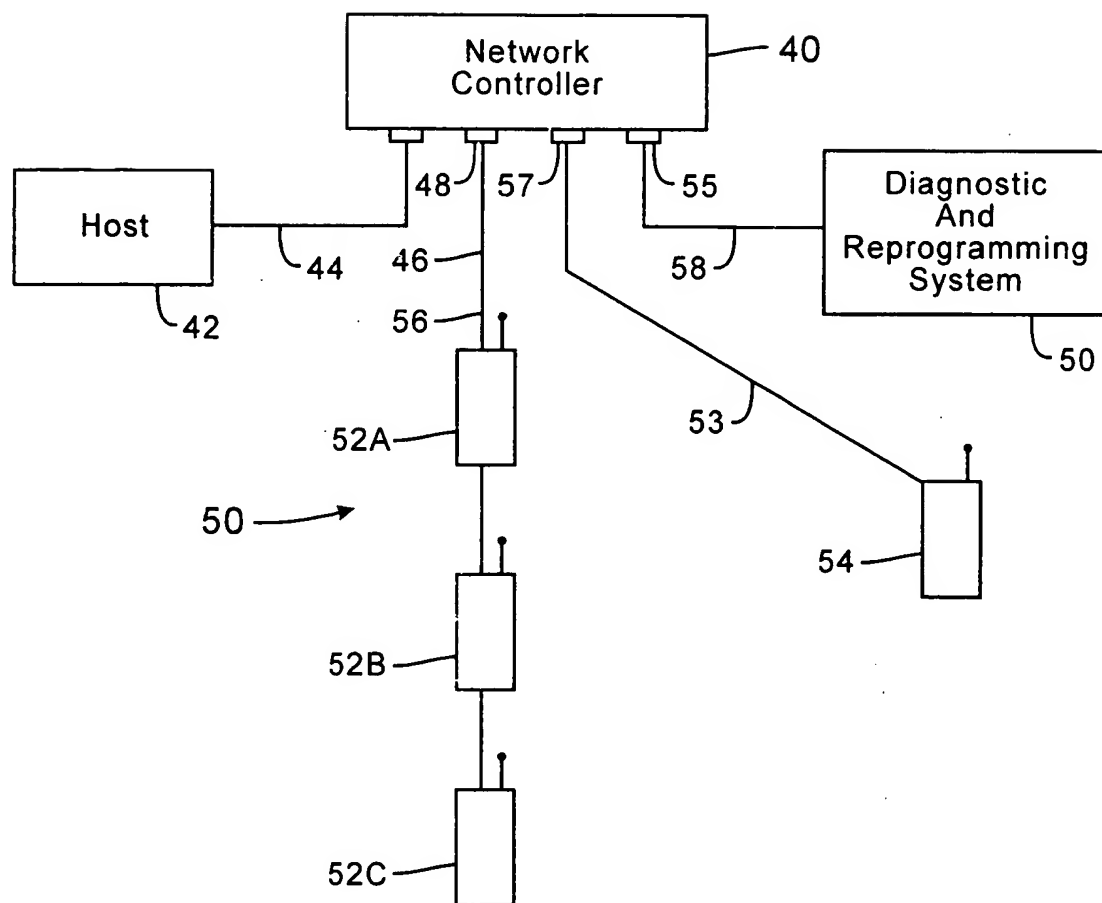 Network
Controller
40
Host
42
44
48
57
55
46
56
58
Diagnostic
And
Reprogramming
System
50
53
52A
50
54
52B
52C